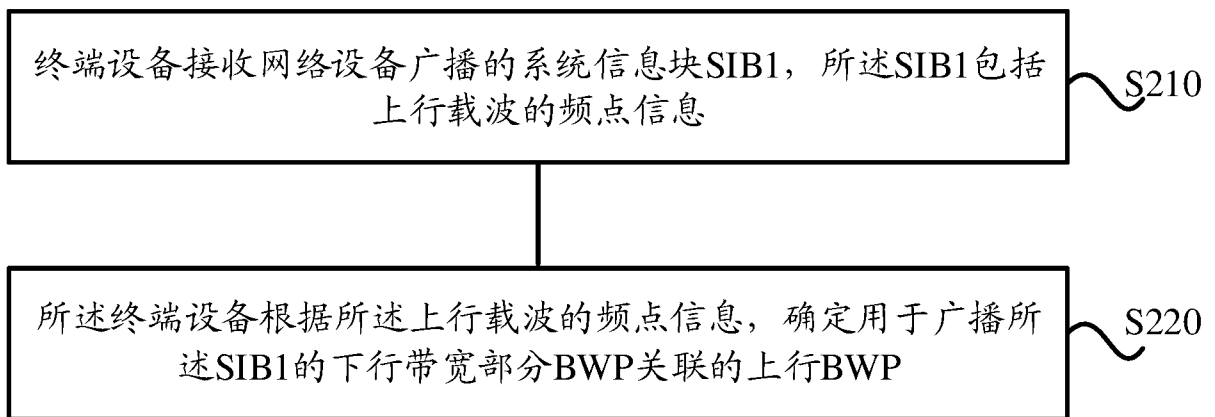 终端设备接收网络设备广播的系统信息块SIB1，所述SIB1包括
上行载波的频点信息
S210
所述终端设备根据所述上行载波的频点信息，确定用于广播所
述SIB1的下行带宽部分BWP关联的上行BWP
S220